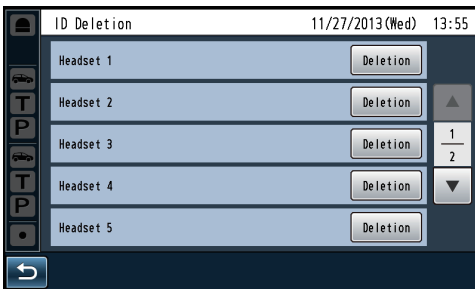 ID Deletion 11/27/2013(Wed) 13:55
Headset 1 Deletion
Headset 2 Deletion
T
Headset 3 Deletion
P
1
2
Headset 4 Deletion
T
P
Headset 5 Deletion